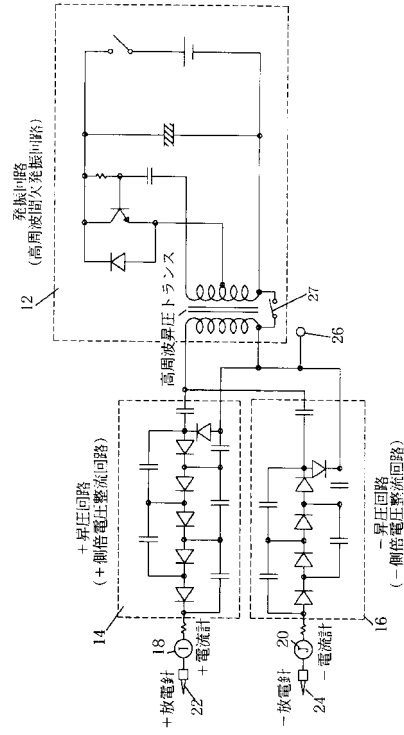 発振回路
(高周波間欠発振回路)
12
高周波昇圧トランス
27
26
+昇圧回路
(+側倍電圧整流回路)
14
18
I
+電流計
+放電針
22
−昇圧回路
(−側倍電圧整流回路)
16
20
J
−電流計
−放電針
24